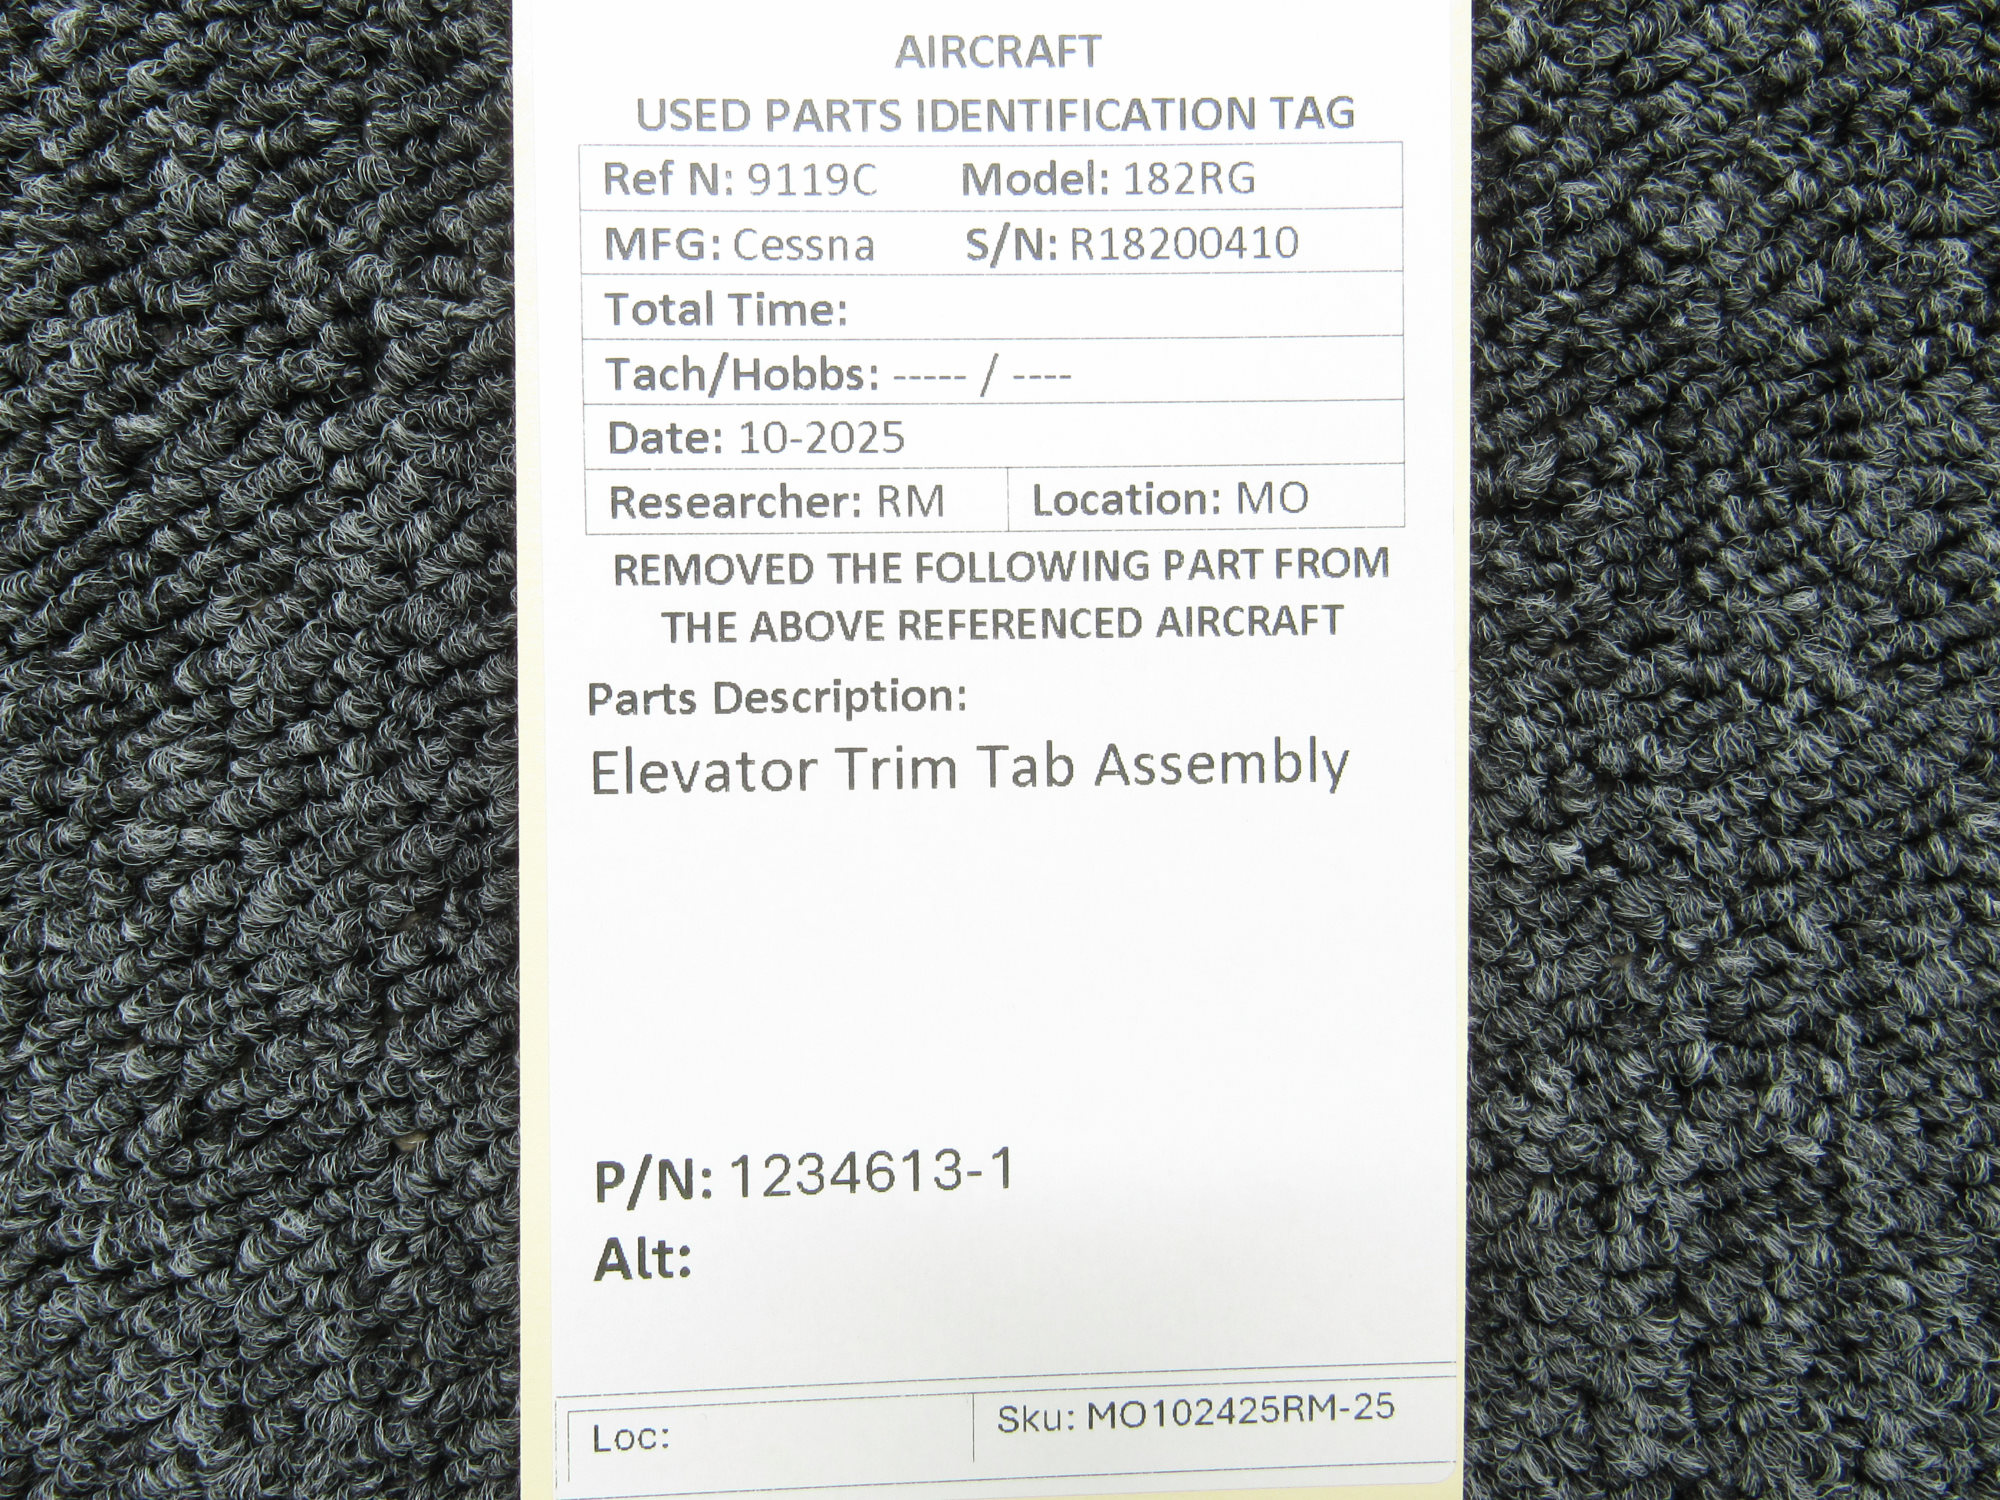 AIRCRAFT
USED PARTS IDENTIFICATION TAG
Ref N: 9119C Model: 182RG
MFG: Cessna S/N: R18200410
Total Time:
Tach/Hobbs: ----- / ----
Date: 10-2025
Researcher: RM Location: MO
REMOVED THE FOLLOWING PART FROM
THE ABOVE REFERENCED AIRCRAFT
Parts Description:
Elevator Trim Tab Assembly
P/N: 1234613-1
Alt:
Loc: Sku: MO102425RM-25